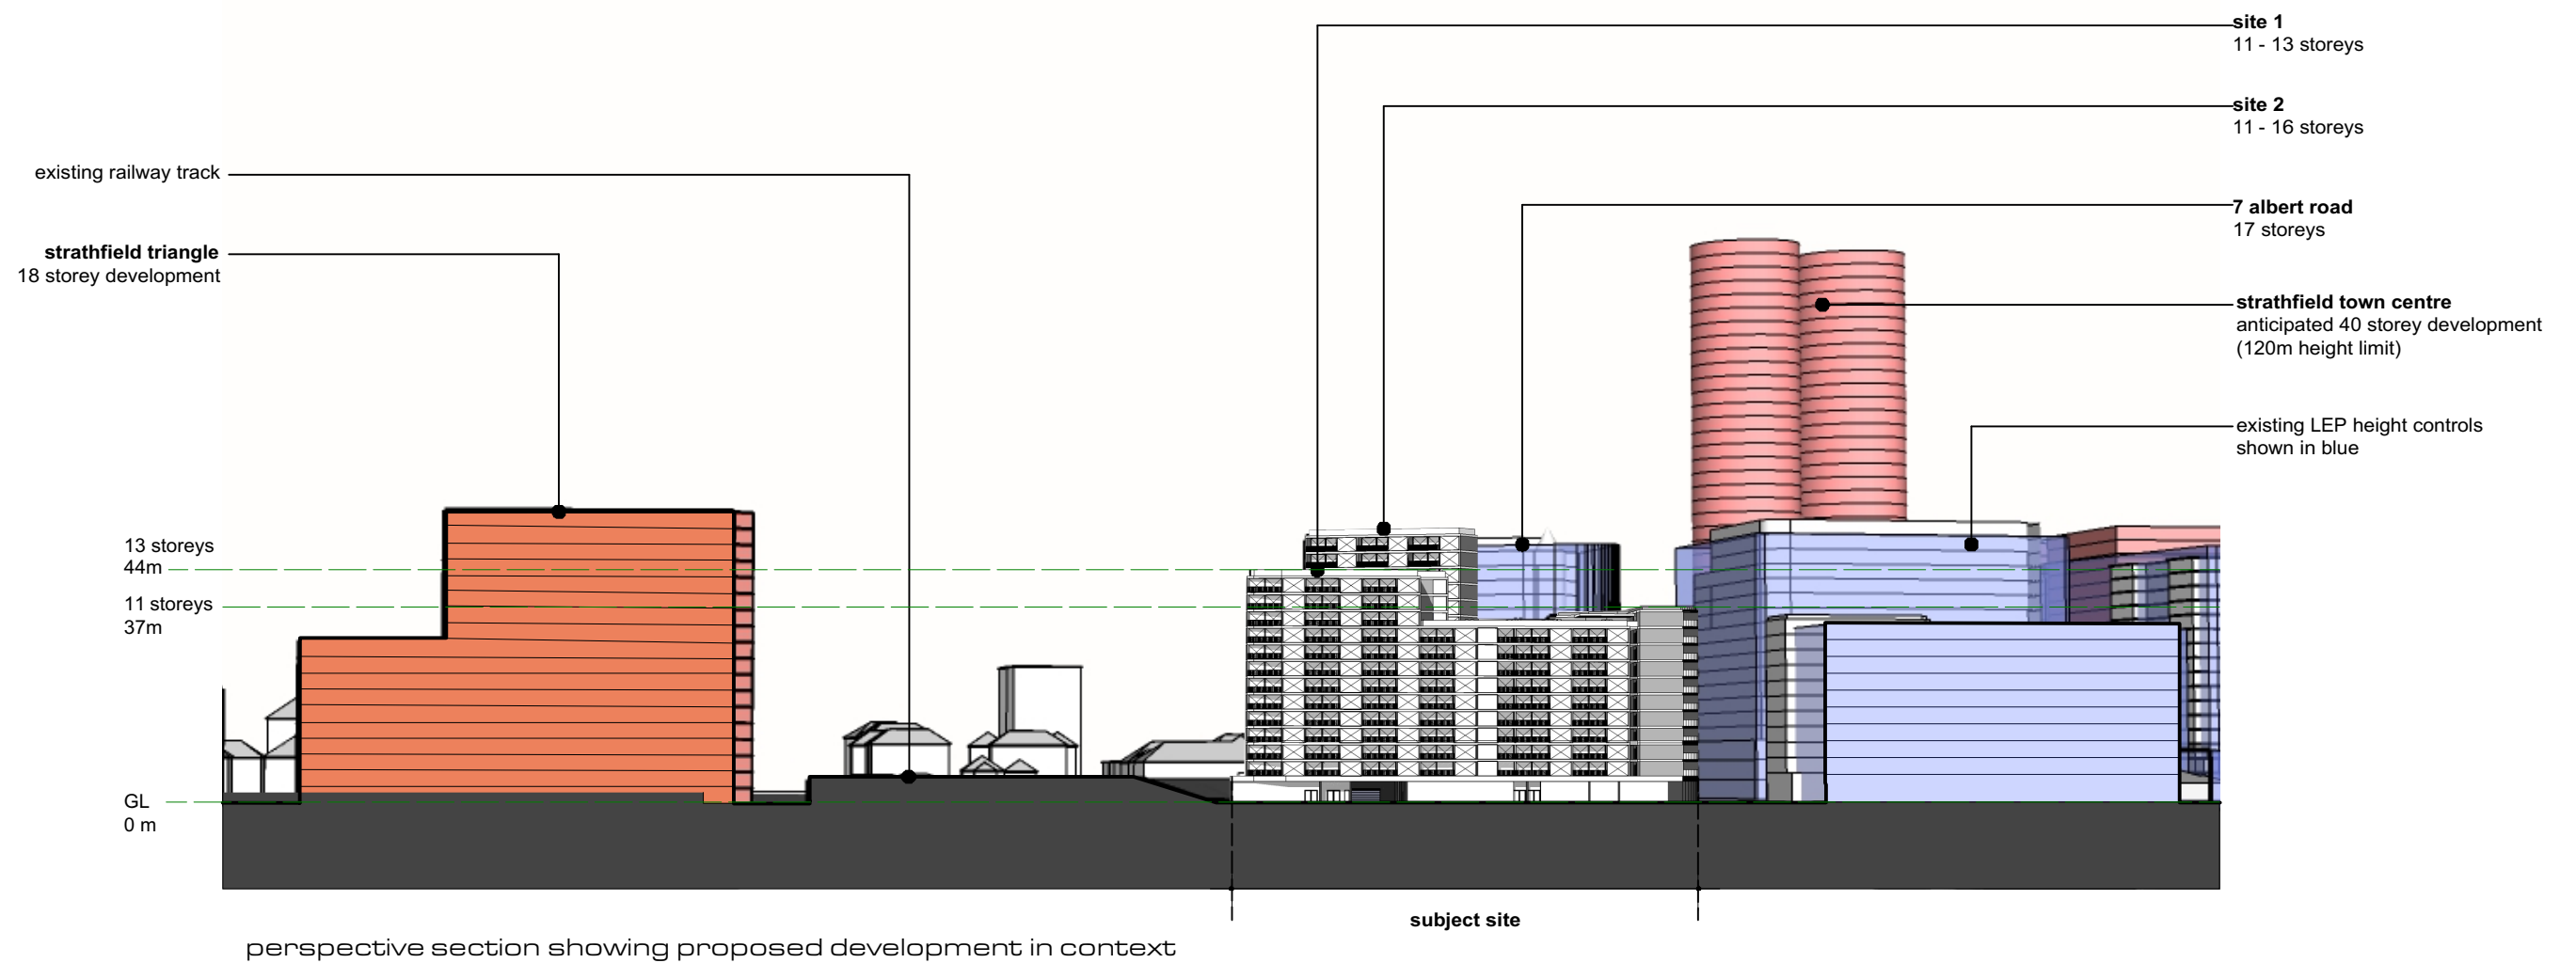 site 1
11 - 13 storeys
site 2
11 - 16 storeys
existing railway track
7 albert road
17 storeys
strathfield triangle
18 storey development
strathfield town centre
anticipated 40 storey development
(120m height limit)
existing LEP height controls
shown in blue
13 storeys
44m
11 storeys
37m
GL
0 m
subject site
perspective section showing proposed development in context